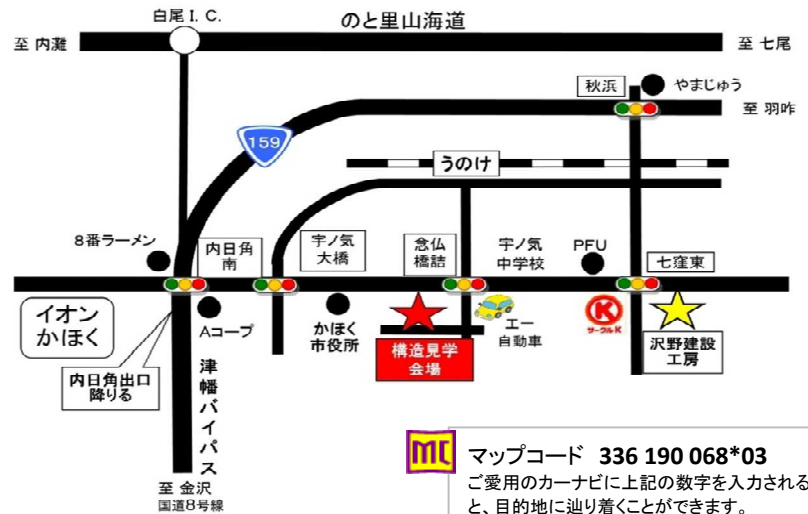 白尾I.C.
のと里山海道
至 内灘
至 七尾
秋浜
やまじゅう
至 羽咋
159
うのけ
8番ラーメン
内日角
南
宇ノ気
大橋
念仏
橋詰
宇ノ気
中学校
PFU
七窪東
イオン
かほく
Aコープ
かほく
市役所
エー
自動車
K
サークルK
構造見学
会場
沢野建設
工房
内日角出口
降りる
津幡バイパス
至 金沢
国道8号線
MC
マップコード 336 190 068*03
ご愛用のカーナビに上記の数字を入力される
と、目的地に辿り着くことができます。